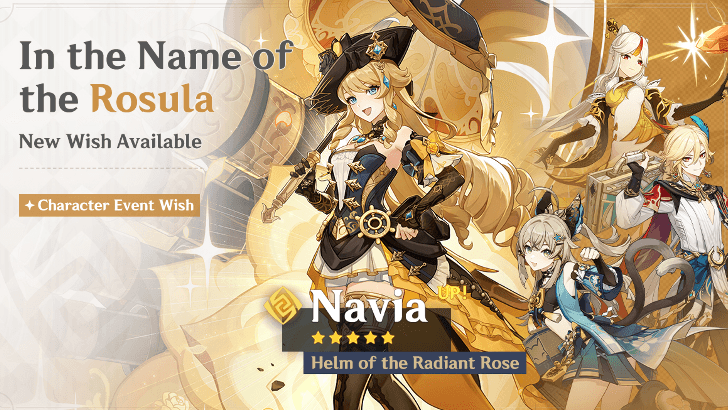 In the Name of
the Rosula
New Wish Available
Character Event Wish
Navia UP!
Helm of the Radiant Rose